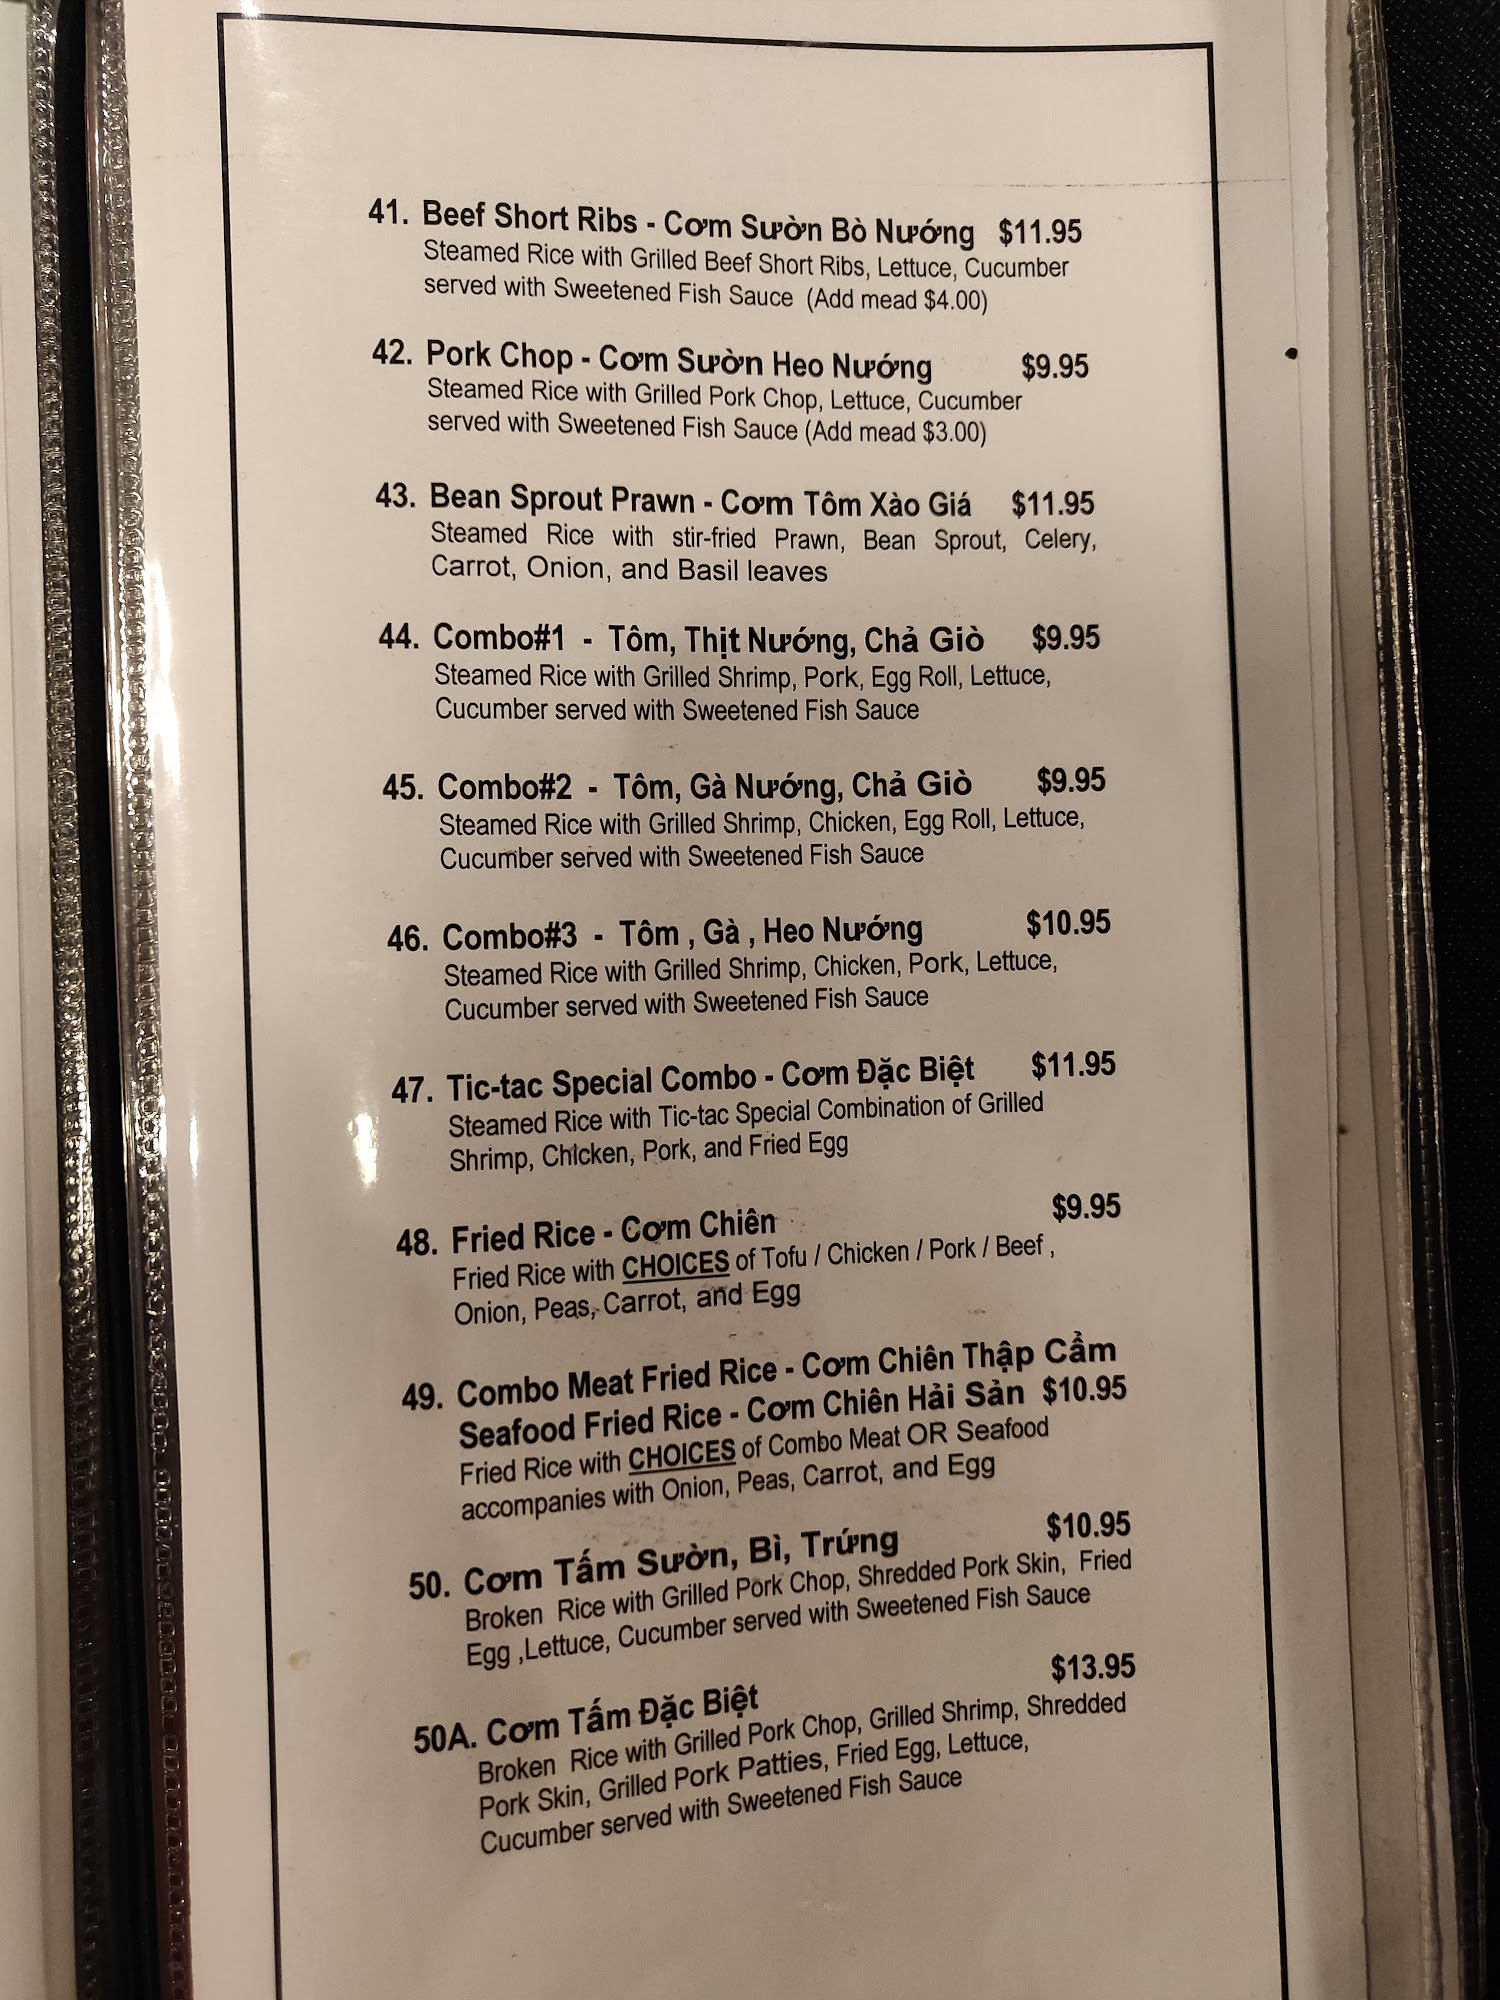 41. Beef Short Ribs - Cơm Sườn Bò Nướng $11.95
Steamed Rice with Grilled Beef Short Ribs, Lettuce, Cucumber
served with Sweetened Fish Sauce (Add mead $4.00)
42. Pork Chop - Cơm Sườn Heo Nướng $9.95
Steamed Rice with Grilled Pork Chop, Lettuce, Cucumber
served with Sweetened Fish Sauce (Add mead $3.00)
43. Bean Sprout Prawn - Cơm Tôm Xào Giá $11.95
Steamed Rice with stir-fried Prawn, Bean Sprout, Celery,
Carrot, Onion, and Basil leaves
44. Combo#1 - Tôm, Thịt Nướng, Chả Giò $9.95
Steamed Rice with Grilled Shrimp, Pork, Egg Roll, Lettuce,
Cucumber served with Sweetened Fish Sauce
45. Combo#2 - Tôm, Gà Nướng, Chả Giò $9.95
Steamed Rice with Grilled Shrimp, Chicken, Egg Roll, Lettuce,
Cucumber served with Sweetened Fish Sauce
46. Combo#3 - Tôm , Gà , Heo Nướng $10.95
Steamed Rice with Grilled Shrimp, Chicken, Pork, Lettuce,
Cucumber served with Sweetened Fish Sauce
47. Tic-tac Special Combo - Cơm Đặc Biệt $11.95
Steamed Rice with Tic-tac Special Combination of Grilled
Shrimp, Chicken, Pork, and Fried Egg
48. Fried Rice - Cơm Chiên $9.95
Fried Rice with CHOICES of Tofu / Chicken / Pork / Beef ,
Onion, Peas, Carrot, and Egg
49. Combo Meat Fried Rice - Cơm Chiên Thập Cẩm
Seafood Fried Rice - Cơm Chiên Hải Sản $10.95
Fried Rice with CHOICES of Combo Meat OR Seafood
accompanies with Onion, Peas, Carrot, and Egg
50. Cơm Tấm Sườn, Bì, Trứng $10.95
Broken Rice with Grilled Pork Chop, Shredded Pork Skin, Fried
Egg ,Lettuce, Cucumber served with Sweetened Fish Sauce
50A. Cơm Tấm Đặc Biệt $13.95
Broken Rice with Grilled Pork Chop, Grilled Shrimp, Shredded
Pork Skin, Grilled Pork Patties, Fried Egg, Lettuce,
Cucumber served with Sweetened Fish Sauce